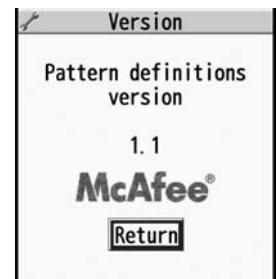 Version
Pattern definitions
version
1.1
McAfee®
Return